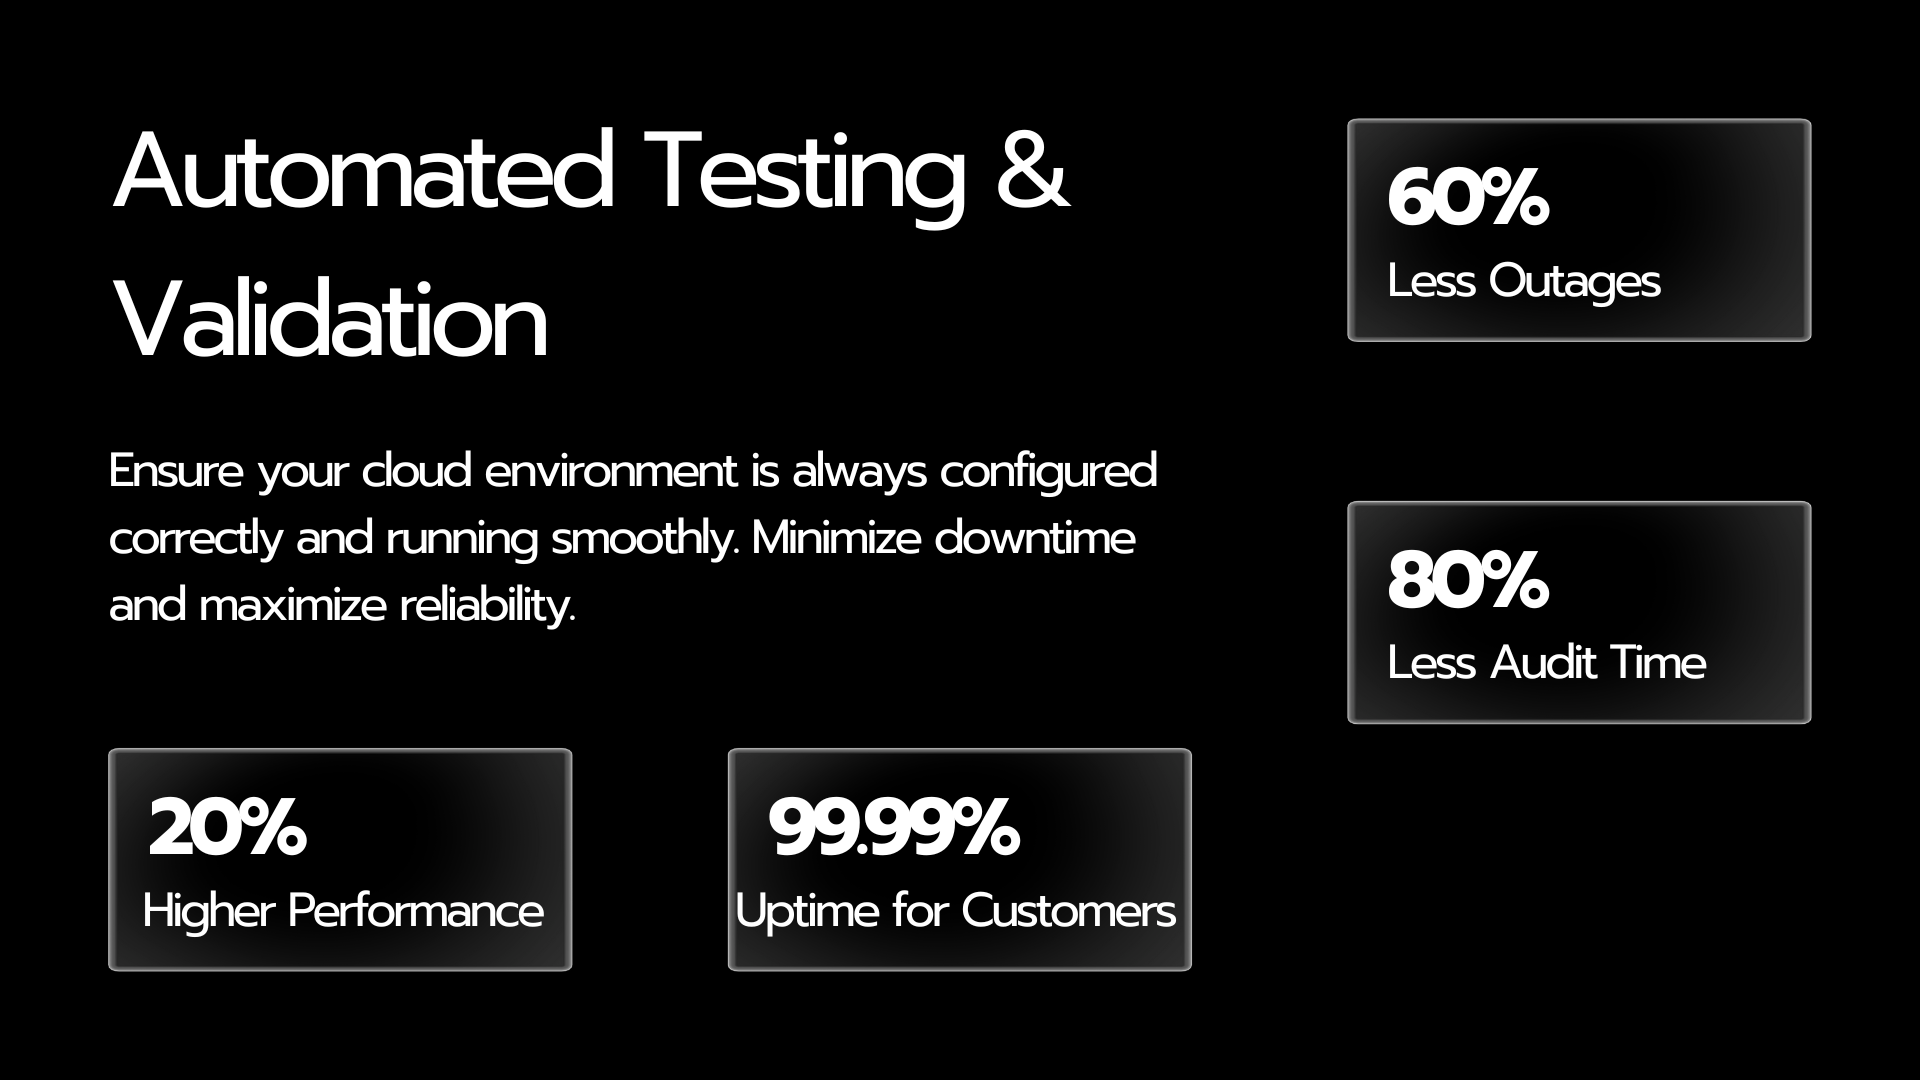 Automated Testing &
Validation
Ensure your cloud environment is always configured
correctly and running smoothly. Minimize downtime
and maximize reliability.
60%
Less Outages
80%
Less Audit Time
20%
Higher Performance
99.99%
Uptime for Customers